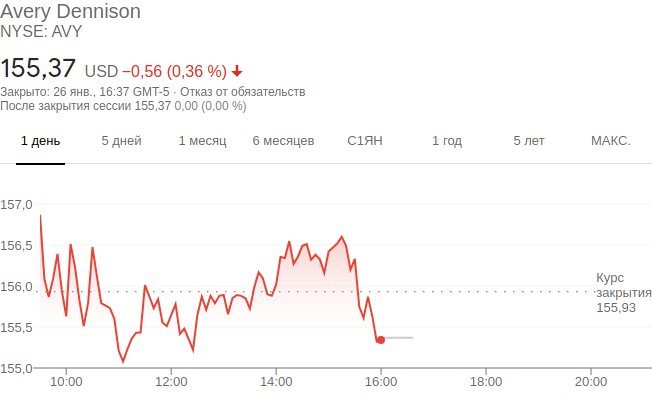 Avery Dennison
NYSE: AVY
155,37 USD −0,56 (0,36 %)
Закрыто: 26 янв., 16:37 GMT-5 · Отказ от обязательств
После закрытия сессии 155,37 0,00 (0,00 %)
1 день 5 дней 1 месяц 6 месяцев С1ЯН 1 год 5 лет МАКС.
157,0
156,5
156,0
155,5
155,0
Курс
закрытия
155,93
10:00 12:00 14:00 16:00 18:00 20:00